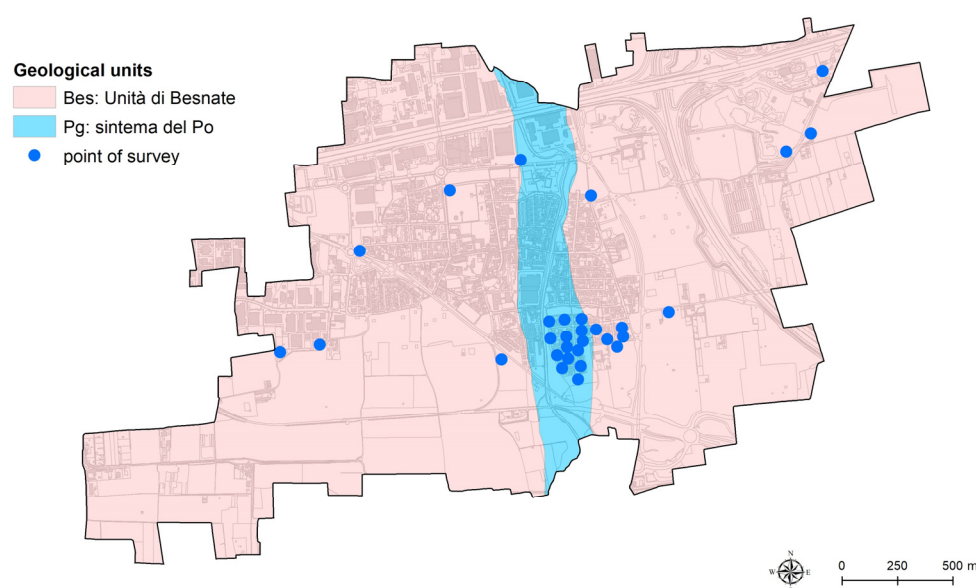 Geological units
Bes: Unità di Besnate
Pg: sintema del Po
point of survey
N
W E
S
0 250 500 m